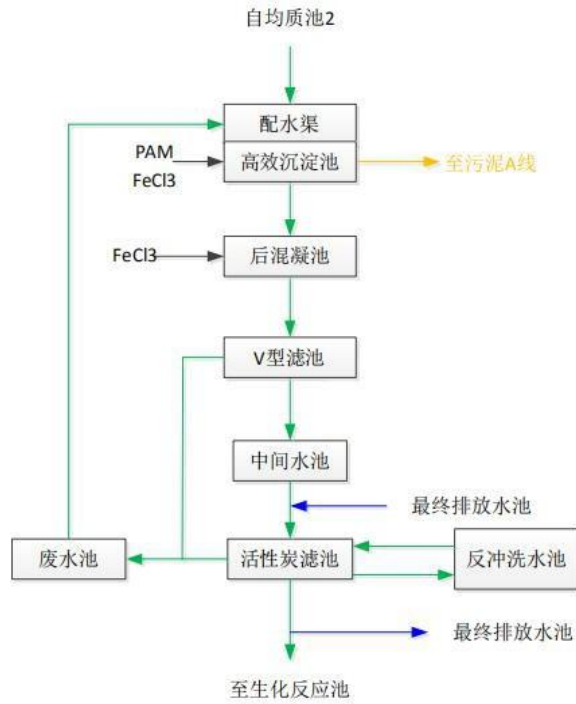 自均质池2
配水渠
PAM
高效沉淀池
至污泥A线
FeCl3
FeCl3
后混凝池
V型滤池
中间水池
最终排放水池
废水池
活性炭滤池
反冲洗水池
最终排放水池
至生化反应池